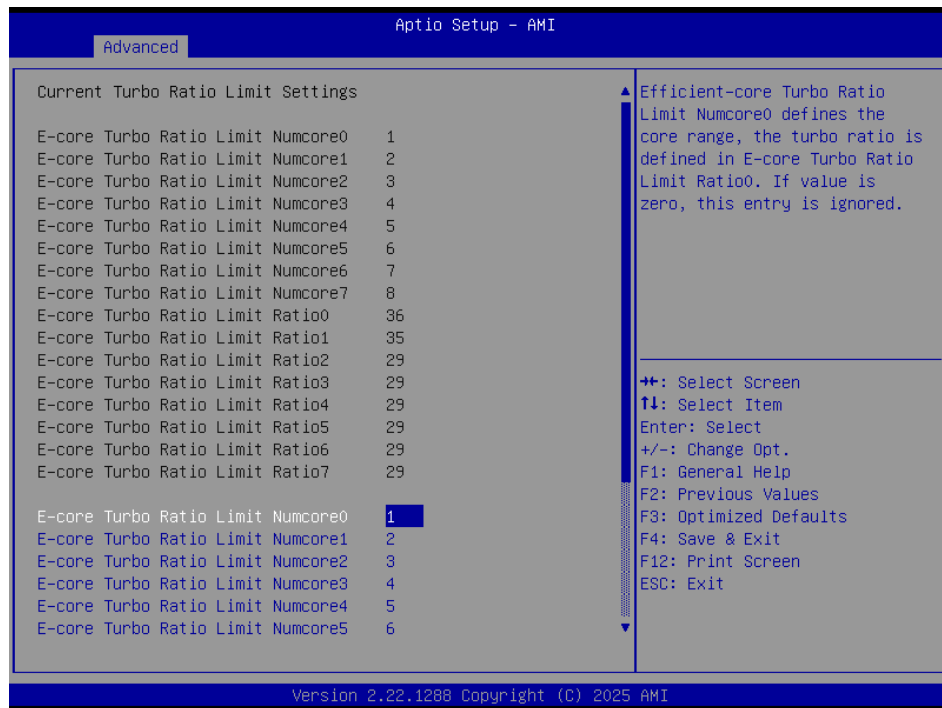 Aptio Setup – AMI
Advanced
Current Turbo Ratio Limit Settings
E-core Turbo Ratio Limit Numcore0 1
E-core Turbo Ratio Limit Numcore1 2
E-core Turbo Ratio Limit Numcore2 3
E-core Turbo Ratio Limit Numcore3 4
E-core Turbo Ratio Limit Numcore4 5
E-core Turbo Ratio Limit Numcore5 6
E-core Turbo Ratio Limit Numcore6 7
E-core Turbo Ratio Limit Numcore7 8
E-core Turbo Ratio Limit Ratio0 36
E-core Turbo Ratio Limit Ratio1 35
E-core Turbo Ratio Limit Ratio2 29
E-core Turbo Ratio Limit Ratio3 29
E-core Turbo Ratio Limit Ratio4 29
E-core Turbo Ratio Limit Ratio5 29
E-core Turbo Ratio Limit Ratio6 29
E-core Turbo Ratio Limit Ratio7 29
E-core Turbo Ratio Limit Numcore0 1
E-core Turbo Ratio Limit Numcore1 2
E-core Turbo Ratio Limit Numcore2 3
E-core Turbo Ratio Limit Numcore3 4
E-core Turbo Ratio Limit Numcore4 5
E-core Turbo Ratio Limit Numcore5 6
Efficient-core Turbo Ratio
Limit Numcore0 defines the
core range, the turbo ratio is
defined in E-core Turbo Ratio
Limit Ratio0. If value is
zero, this entry is ignored.
→←: Select Screen
↑↓: Select Item
Enter: Select
+/-: Change Opt.
F1: General Help
F2: Previous Values
F3: Optimized Defaults
F4: Save & Exit
F12: Print Screen
ESC: Exit
Version 2.22.1288 Copyright (C) 2025 AMI